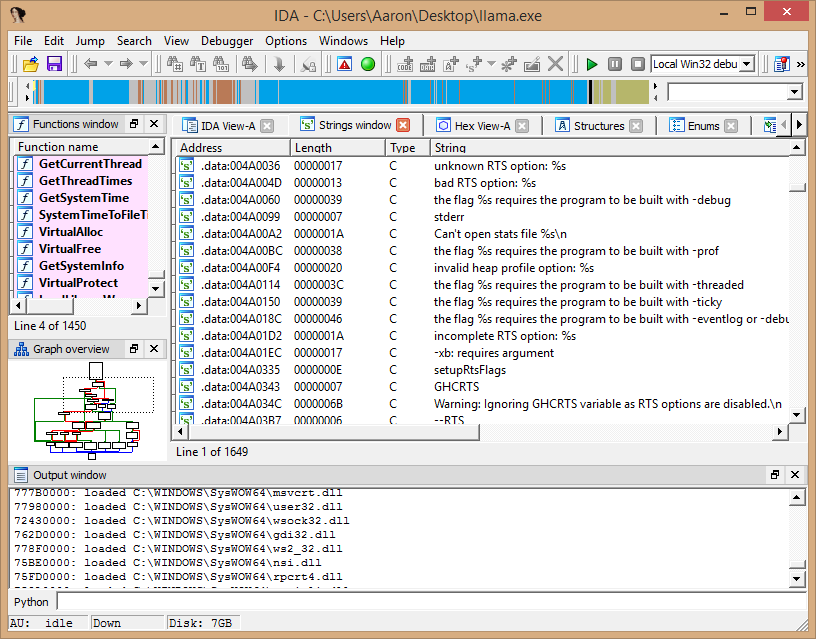 IDA - C:\Users\Aaron\Desktop\llama.exe
File Edit Jump Search View Debugger Options Windows Help
Local Win32 debu
Functions window
IDA View-A Strings window Hex View-A Structures Enums
Function name
GetCurrentThread
GetThreadTimes
GetSystemTime
SystemTimeToFileTi
VirtualAlloc
VirtualFree
GetSystemInfo
VirtualProtect
Line 4 of 1450
Graph overview
Address Length Type String
.data:004A0036 00000017 C unknown RTS option: %s
.data:004A004D 00000013 C bad RTS option: %s
.data:004A0060 00000039 C the flag %s requires the program to be built with -debug
.data:004A0099 00000007 C stderr
.data:004A00A2 0000001A C Can't open stats file %s\n
.data:004A00BC 00000038 C the flag %s requires the program to be built with -prof
.data:004A00F4 00000020 C invalid heap profile option: %s
.data:004A0114 0000003C C the flag %s requires the program to be built with -threaded
.data:004A0150 00000039 C the flag %s requires the program to be built with -ticky
.data:004A018C 00000046 C the flag %s requires the program to be built with -eventlog or -debu
.data:004A01D2 0000001A C incomplete RTS option: %s
.data:004A01EC 00000017 C -xb: requires argument
.data:004A0335 0000000E C setupRtsFlags
.data:004A0343 00000007 C GHCRTS
.data:004A034C 0000006B C Warning: Ignoring GHCRTS variable as RTS options are disabled.\n
.data:004A03B7 00000006 C --RTS
Line 1 of 1649
Output window
777B0000: loaded C:\WINDOWS\SysWOW64\msvcrt.dll
77980000: loaded C:\WINDOWS\SysWOW64\user32.dll
72430000: loaded C:\WINDOWS\SysWOW64\wsock32.dll
762D0000: loaded C:\WINDOWS\SysWOW64\gdi32.dll
778F0000: loaded C:\WINDOWS\SysWOW64\ws2_32.dll
75BE0000: loaded C:\WINDOWS\SysWOW64\nsi.dll
75FD0000: loaded C:\WINDOWS\SysWOW64\rpcrt4.dll
Python
AU: idle Down Disk: 7GB